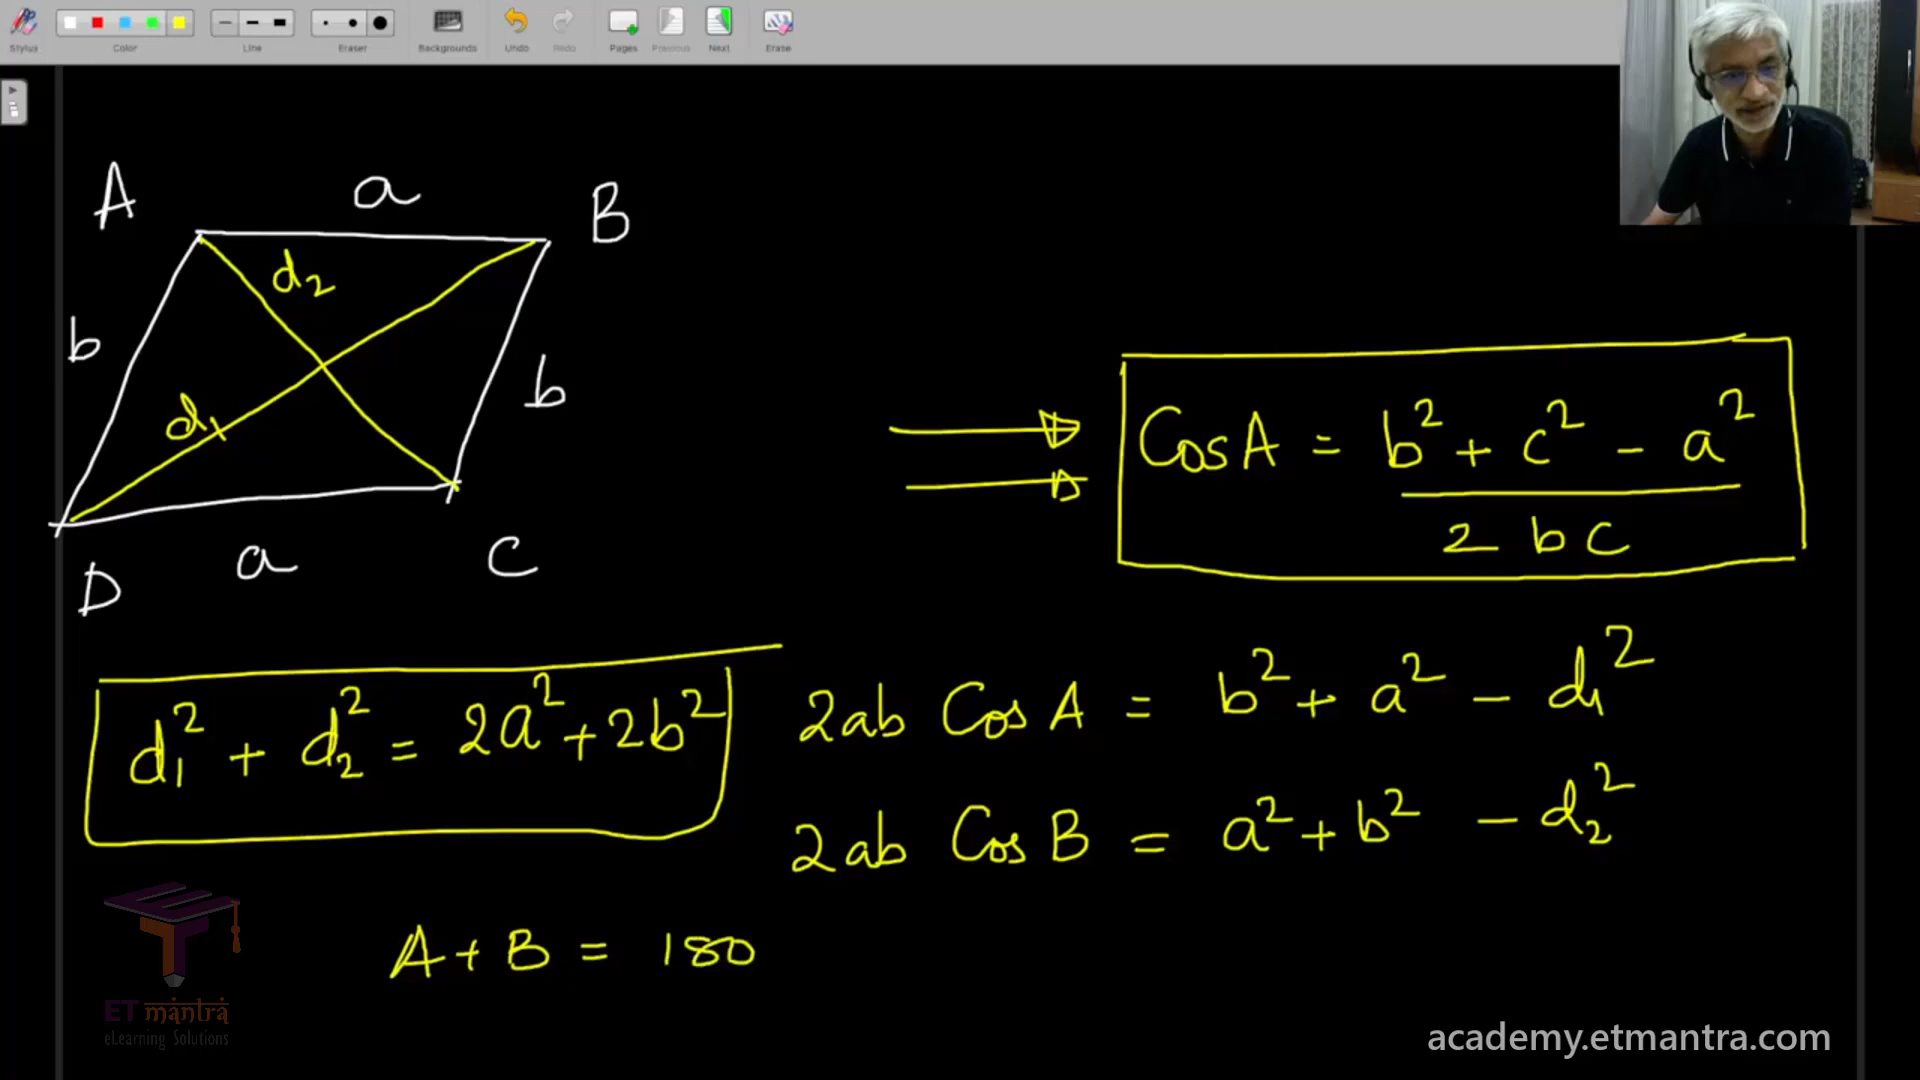 Stylus Color Line Eraser Backgrounds Undo Redo Pages Previous Next Erase
A a B
d₂
b
b
d₁
D a C
Cos A = b² + c² - a²
2 b c
d₁² + d₂² = 2a² + 2b²
2ab Cos A = b² + a² - d₁²
2ab Cos B = a² + b² - d₂²
A + B = 180
ET mantra
eLearning Solutions
academy.etmantra.com